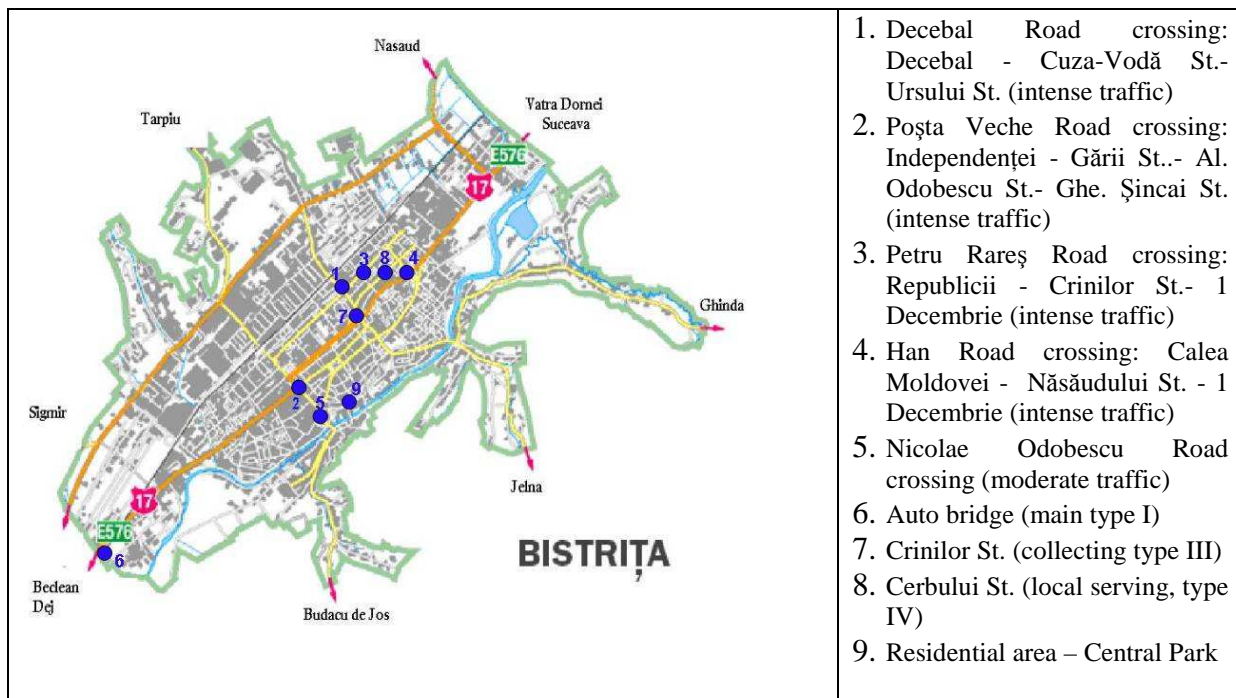 Nasaud
Vatra Dornei
Suceava
Tarpiu
E576
17
3 8 4
1
7
Ghinda
9
2 5
Sigmir
Jelna
17
E576
6
BISTRIȚA
Beclean
Dej
Budacu de Jos
1. Decebal Road crossing:
Decebal - Cuza-Vodă St.-
Ursului St. (intense traffic)
2. Poşta Veche Road crossing:
Independenţei - Gării St..- Al.
Odobescu St.- Ghe. Şincai St.
(intense traffic)
3. Petru Rareş Road crossing:
Republicii - Crinilor St.- 1
Decembrie (intense traffic)
4. Han Road crossing: Calea
Moldovei - Năsăudului St. - 1
Decembrie (intense traffic)
5. Nicolae Odobescu Road
crossing (moderate traffic)
6. Auto bridge (main type I)
7. Crinilor St. (collecting type III)
8. Cerbului St. (local serving, type
IV)
9. Residential area – Central Park